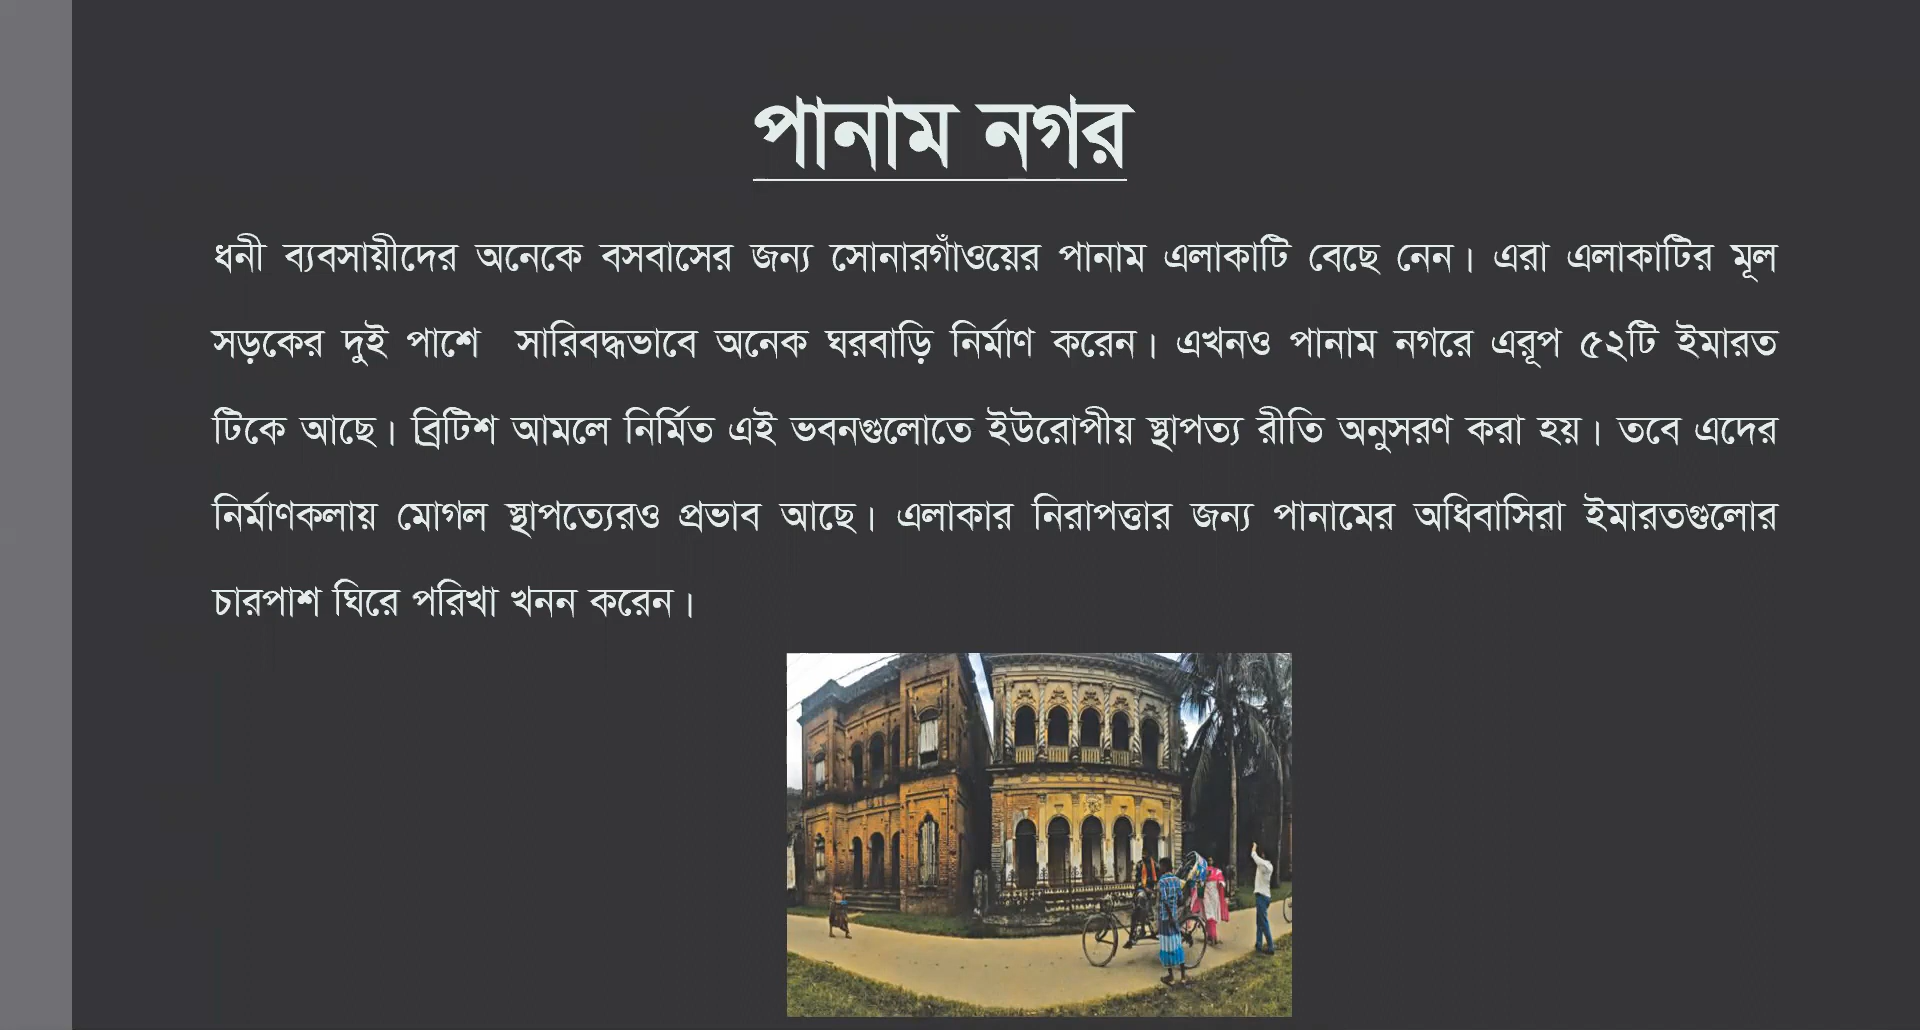 পানাম নগর
ধনী ব্যবসায়ীদের অনেকে বসবাসের জন্য সোনারগাঁওয়ের পানাম এলাকাটি বেছে নেন। এরা এলাকাটির মূল
সড়কের দুই পাশে সারিবদ্ধভাবে অনেক ঘরবাড়ি নির্মাণ করেন। এখনও পানাম নগরে এরূপ ৫২টি ইমারত
টিকে আছে। ব্রিটিশ আমলে নির্মিত এই ভবনগুলোতে ইউরোপীয় স্থাপত্য রীতি অনুসরণ করা হয়। তবে এদের
নির্মাণকলায় মোগল স্থাপত্যেরও প্রভাব আছে। এলাকার নিরাপত্তার জন্য পানামের অধিবাসিরা ইমারতগুলোর
চারপাশ ঘিরে পরিখা খনন করেন।